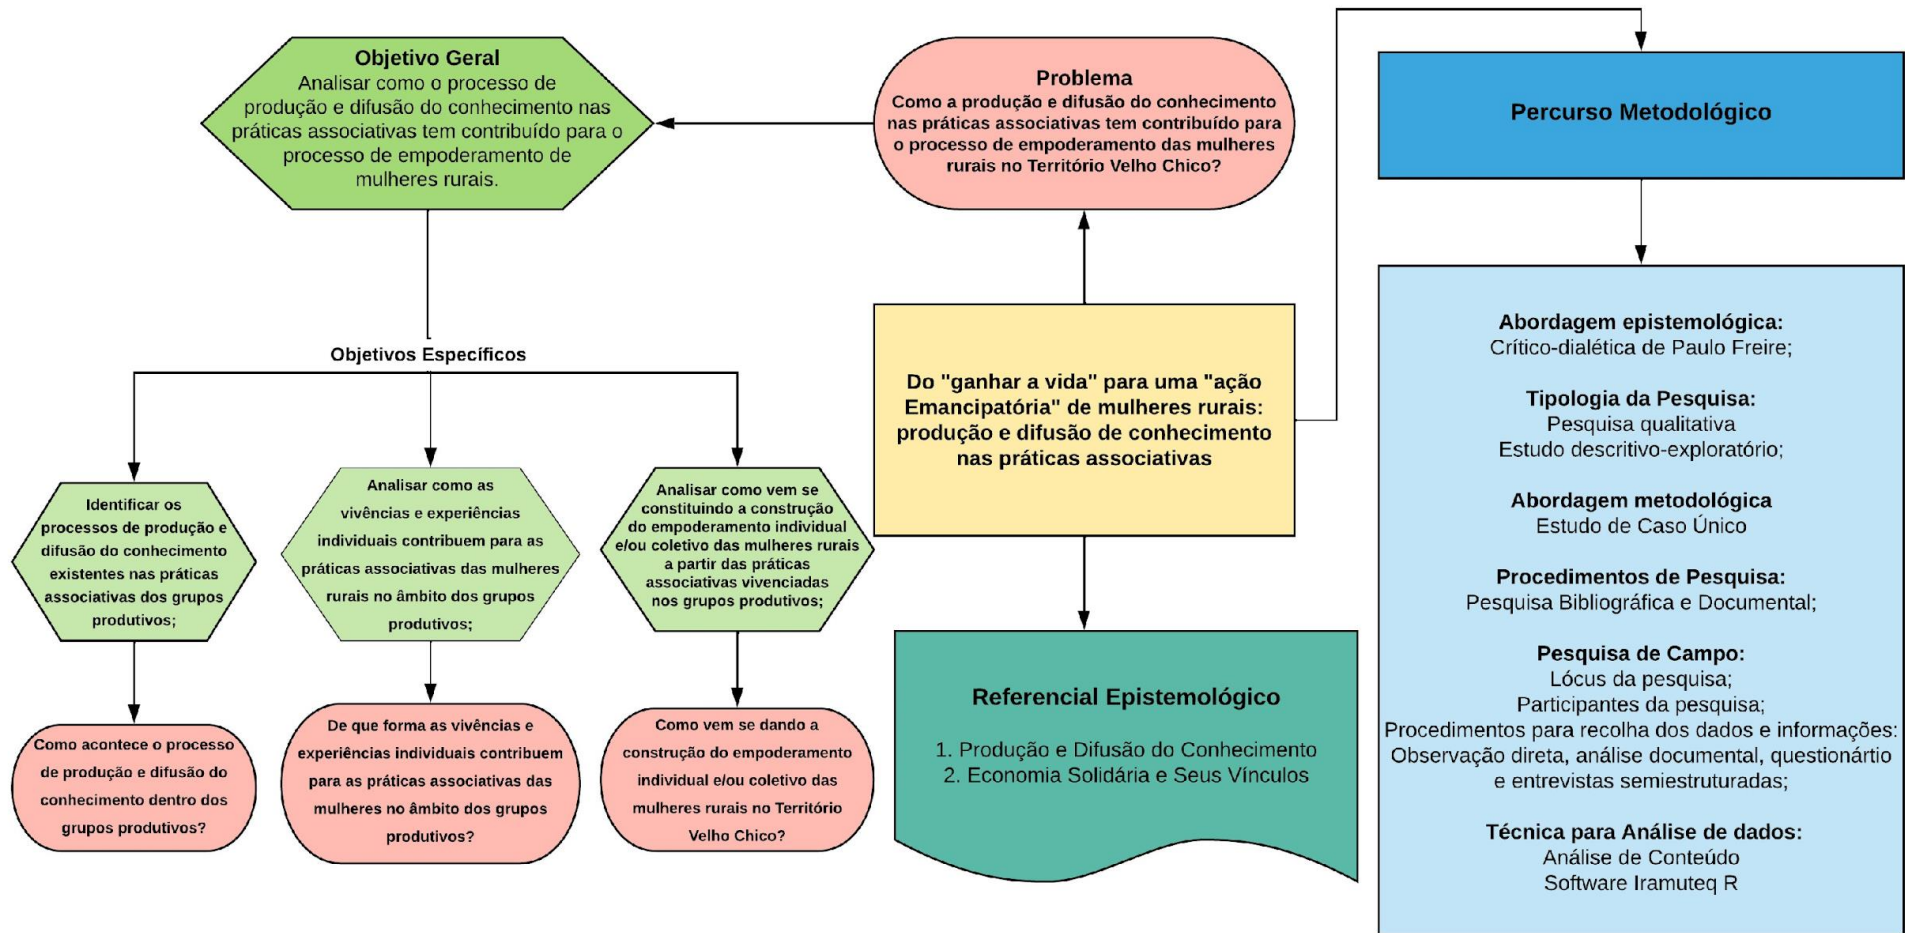 Objetivo Geral
Analisar como o processo de
produção e difusão do conhecimento nas
práticas associativas tem contribuído para o
processo de empoderamento de
mulheres rurais.
Problema
Como a produção e difusão do conhecimento
nas práticas associativas tem contribuído para
o processo de empoderamento das mulheres
rurais no Território Velho Chico?
Percurso Metodológico
Objetivos Específicos
Identificar os
processos de produção e
difusão do conhecimento
existentes nas práticas
associativas dos grupos
produtivos;
Analisar como as
vivências e experiências
individuais contribuem para as
práticas associativas das mulheres
rurais no âmbito dos grupos
produtivos;
Analisar como vem se
constituindo a construção
do empoderamento individual
e/ou coletivo das mulheres rurais
a partir das práticas
associativas vivenciadas
nos grupos produtivos;
Como acontece o processo
de produção e difusão do
conhecimento dentro dos
grupos produtivos?
De que forma as vivências e
experiências individuais contribuem
para as práticas associativas das
mulheres no âmbito dos grupos
produtivos?
Como vem se dando a
construção do empoderamento
individual e/ou coletivo das
mulheres rurais no Território
Velho Chico?
Do "ganhar a vida" para uma "ação
Emancipatória" de mulheres rurais:
produção e difusão de conhecimento
nas práticas associativas
Referencial Epistemológico
1. Produção e Difusão do Conhecimento
2. Economia Solidária e Seus Vínculos
Abordagem epistemológica:
Crítico-dialética de Paulo Freire;
Tipologia da Pesquisa:
Pesquisa qualitativa
Estudo descritivo-exploratório;
Abordagem metodológica
Estudo de Caso Único
Procedimentos de Pesquisa:
Pesquisa Bibliográfica e Documental;
Pesquisa de Campo:
Lócus da pesquisa;
Participantes da pesquisa;
Procedimentos para recolha dos dados e informações:
Observação direta, análise documental, questionártio
e entrevistas semiestruturadas;
Técnica para Análise de dados:
Análise de Conteúdo
Software Iramuteq R